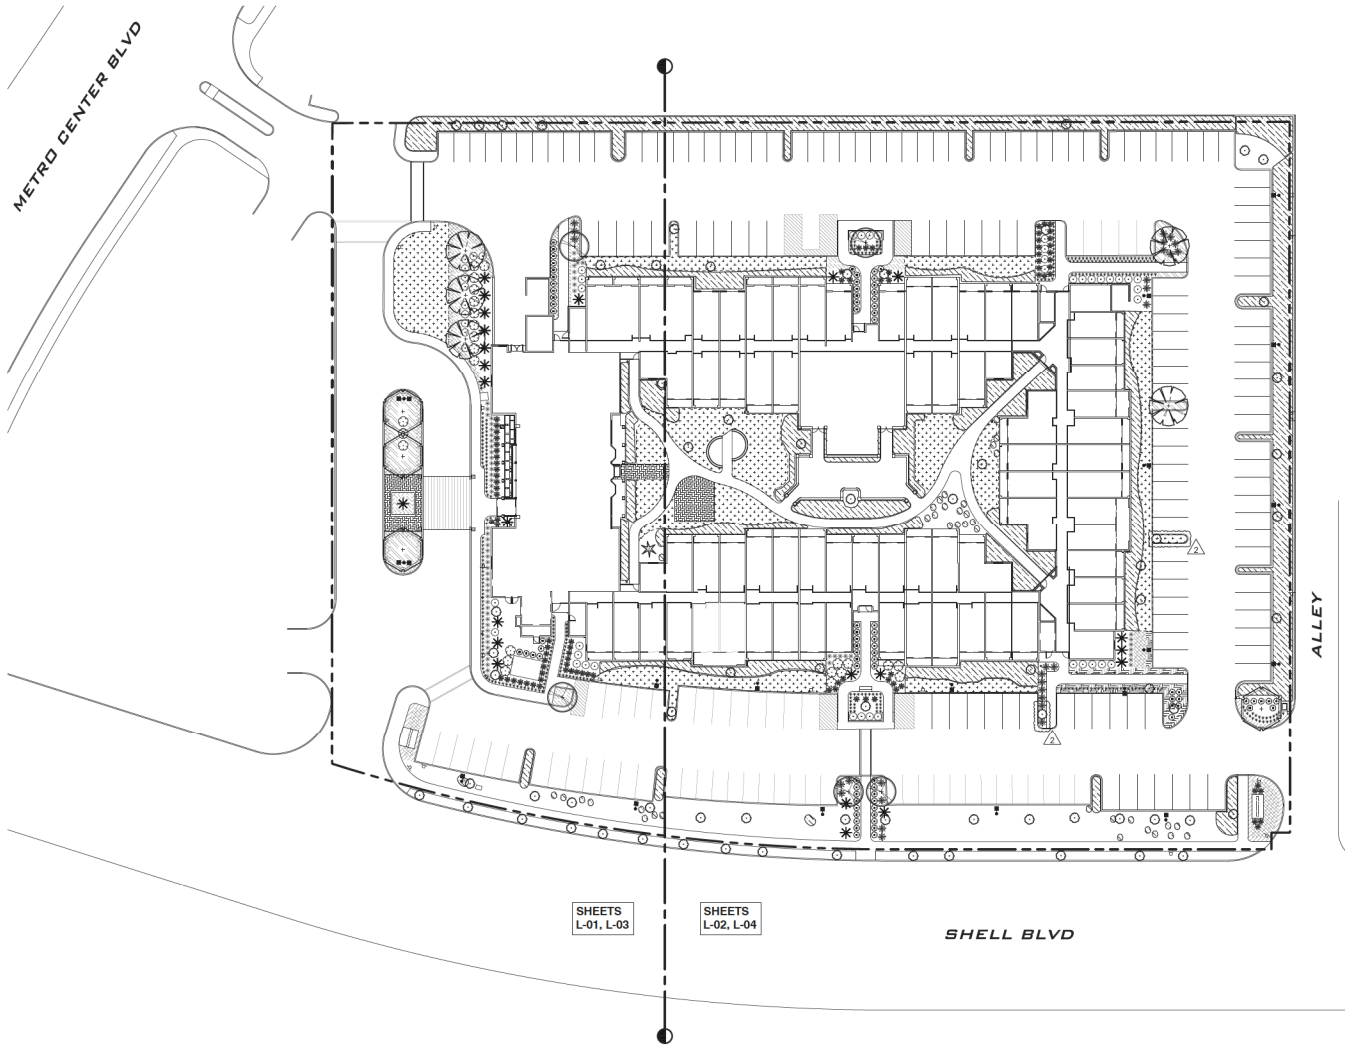 METRO CENTER BLVD
2
ALLEY
2
SHEETS
L-01, L-03
SHEETS
L-02, L-04
SHELL BLVD